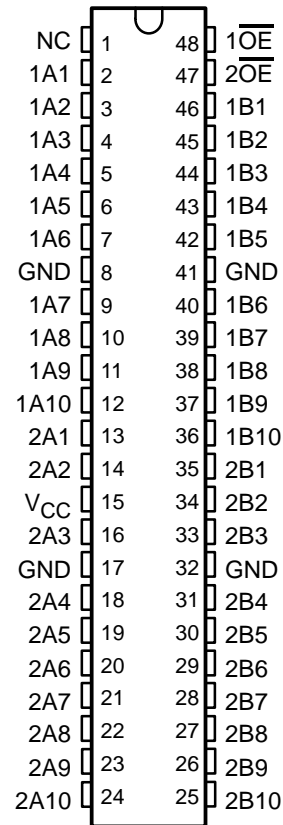 NC 1 48 1O̅E̅
1A1 2 47 2O̅E̅
1A2 3 46 1B1
1A3 4 45 1B2
1A4 5 44 1B3
1A5 6 43 1B4
1A6 7 42 1B5
GND 8 41 GND
1A7 9 40 1B6
1A8 10 39 1B7
1A9 11 38 1B8
1A10 12 37 1B9
2A1 13 36 1B10
2A2 14 35 2B1
VCC 15 34 2B2
2A3 16 33 2B3
GND 17 32 GND
2A4 18 31 2B4
2A5 19 30 2B5
2A6 20 29 2B6
2A7 21 28 2B7
2A8 22 27 2B8
2A9 23 26 2B9
2A10 24 25 2B10